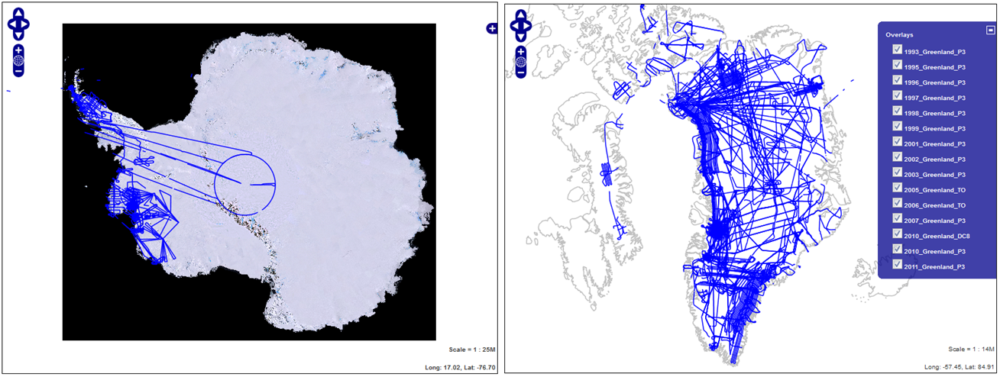 Scale = 1 : 25M
Long: 17.02, Lat: -76.70
Overlays
1993_Greenland_P3
1995_Greenland_P3
1996_Greenland_P3
1997_Greenland_P3
1998_Greenland_P3
1999_Greenland_P3
2001_Greenland_P3
2002_Greenland_P3
2003_Greenland_P3
2005_Greenland_TO
2006_Greenland_TO
2007_Greenland_P3
2010_Greenland_DC8
2010_Greenland_P3
2011_Greenland_P3
Scale = 1 : 14M
Long: -57.45, Lat: 84.91